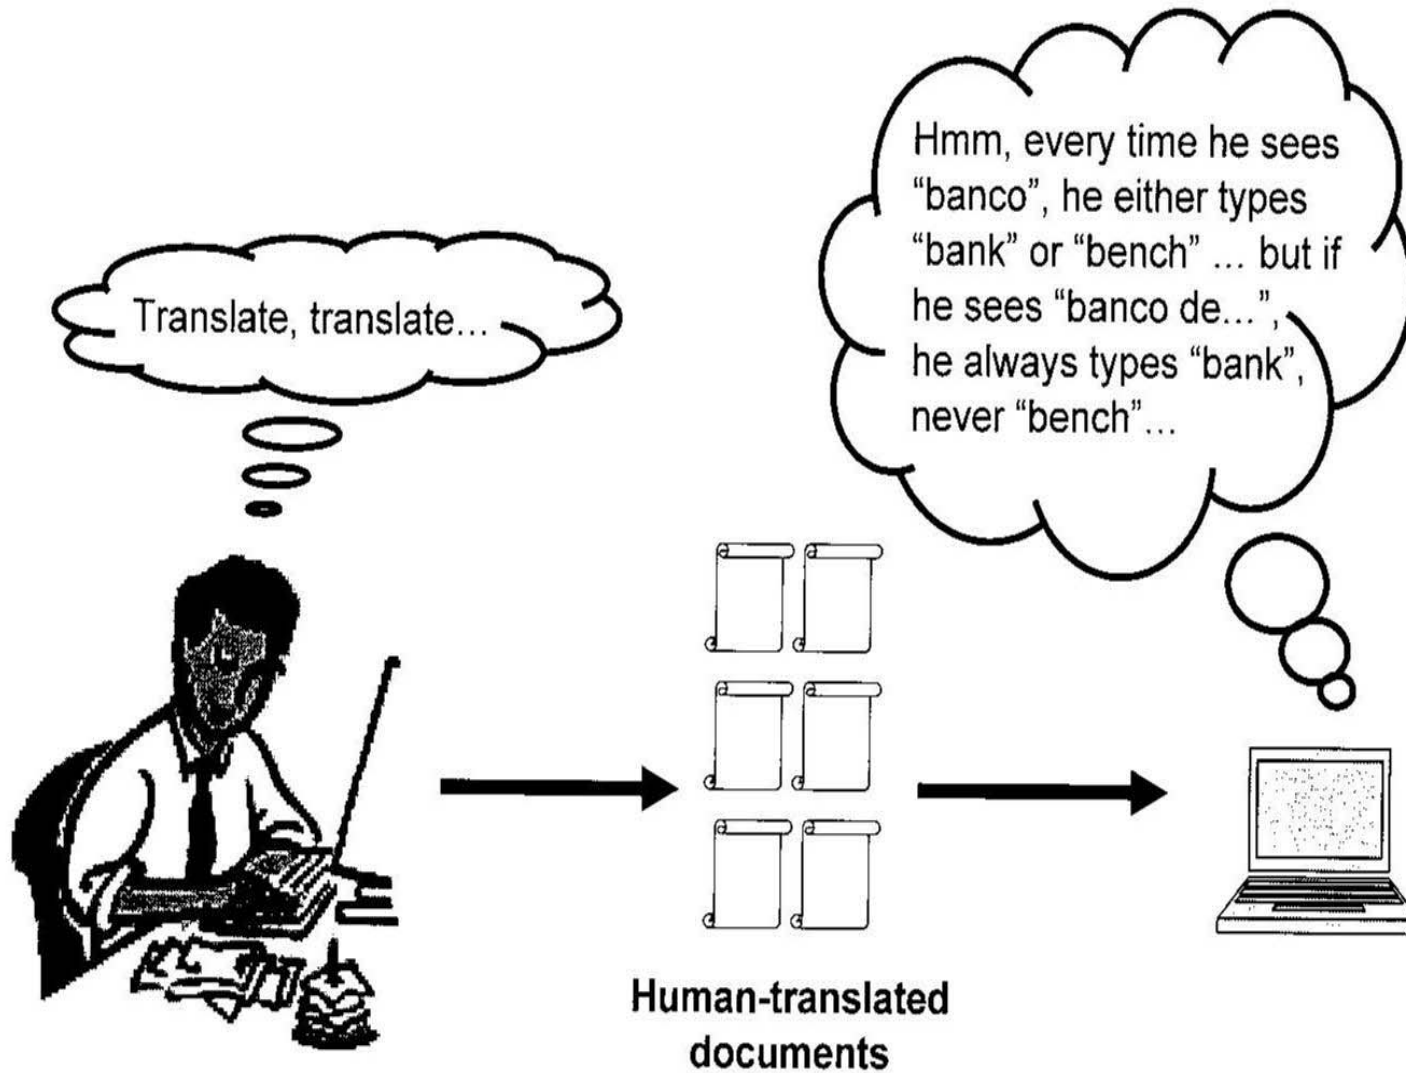 Translate, translate...
Hmm, every time he sees
“banco”, he either types
“bank” or “bench” ... but if
he sees “banco de...”,
he always types “bank”,
never “bench”...
Human-translated
documents